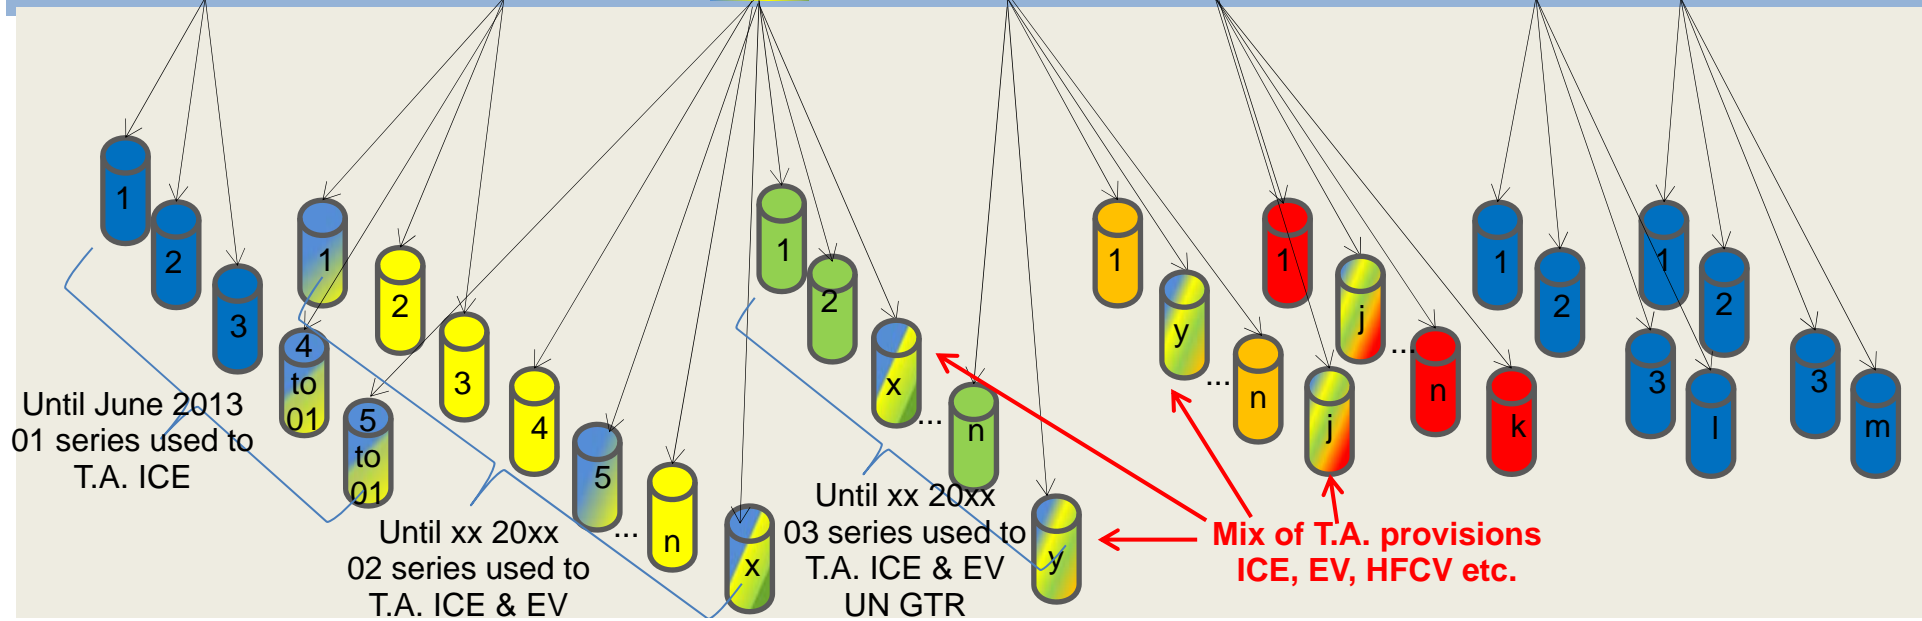 1
2
3
4
to
01
5
to
01
Until June 2013
01 series used to
T.A. ICE
1
2
3
4
5
...
n
x
Until xx 20xx
02 series used to
T.A. ICE & EV
1
2
x
...
n
y
Until xx 20xx
03 series used to
T.A. ICE & EV
UN GTR
1
y
...
n
1
j
j
...
n
k
Mix of T.A. provisions
ICE, EV, HFCV etc.
1
2
3
l
1
2
3
m